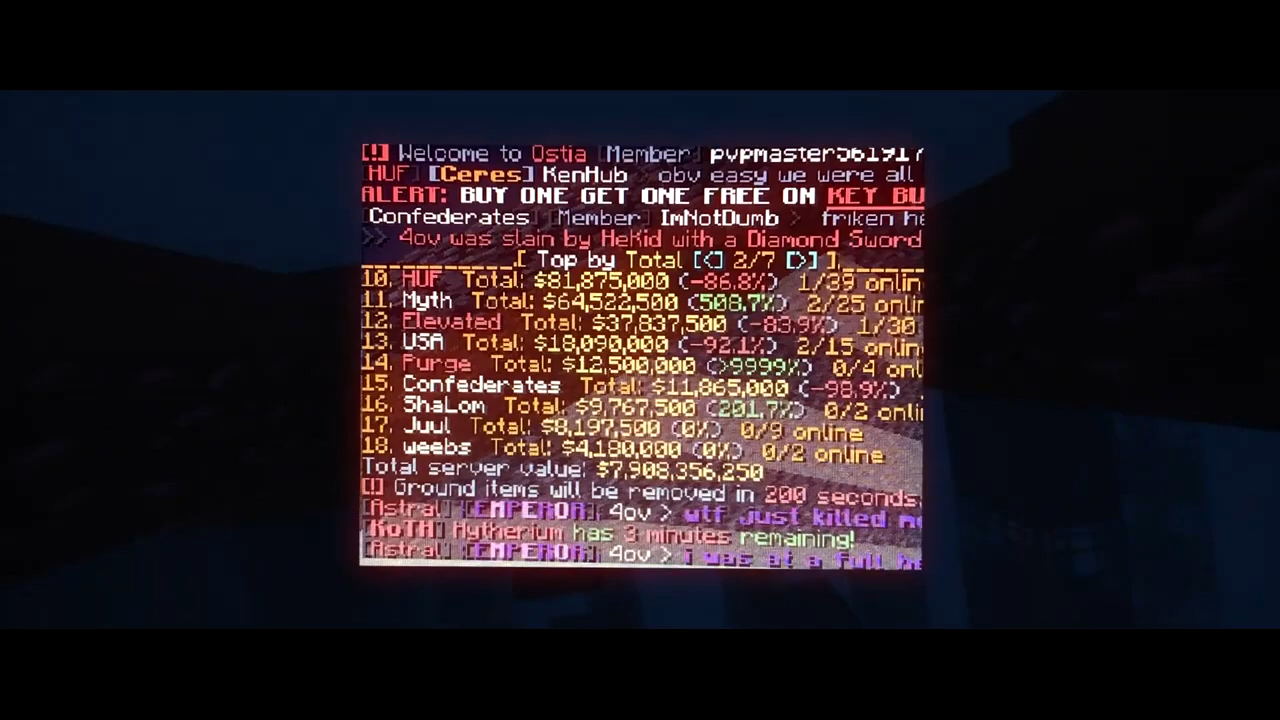 [!] Welcome to Ostia [Member] pvpmaster561917
[HUF] [Ceres] KenHub > obv easy we were all
ALERT: BUY ONE GET ONE FREE ON KEY BU
[Confederates] [Member] ImNotDumb > friken he
>> 4ov was slain by HeKid with a Diamond Sword
[ Top by Total [<] 2/7 [>] ]
10. HUF Total: $81,875,000 (-86.8%) 1/39 onlin
11. Myth Total: $64,522,500 (508.7%) 2/25 onlin
12. Elevated Total: $37,837,500 (-83.9%) 1/30
13. USA Total: $18,090,000 (-92.1%) 2/15 onlin
14. Purge Total: $12,500,000 (>9999%) 0/4 onl
15. Confederates Total: $11,865,000 (-98.9%)
16. ShaLom Total: $9,767,500 (201.7%) 0/2 onli
17. Juul Total: $8,197,500 (0%) 0/9 online
18. weebs Total: $4,180,000 (0%) 0/2 online
Total server value: $7,908,356,250
[!] Ground items will be removed in 200 seconds.
[Astral] [EMPEROR] 4ov > wtf just killed me
[KoTH] Hytherium has 3 minutes remaining!
[Astral] [EMPEROR] 4ov > i was at a full he